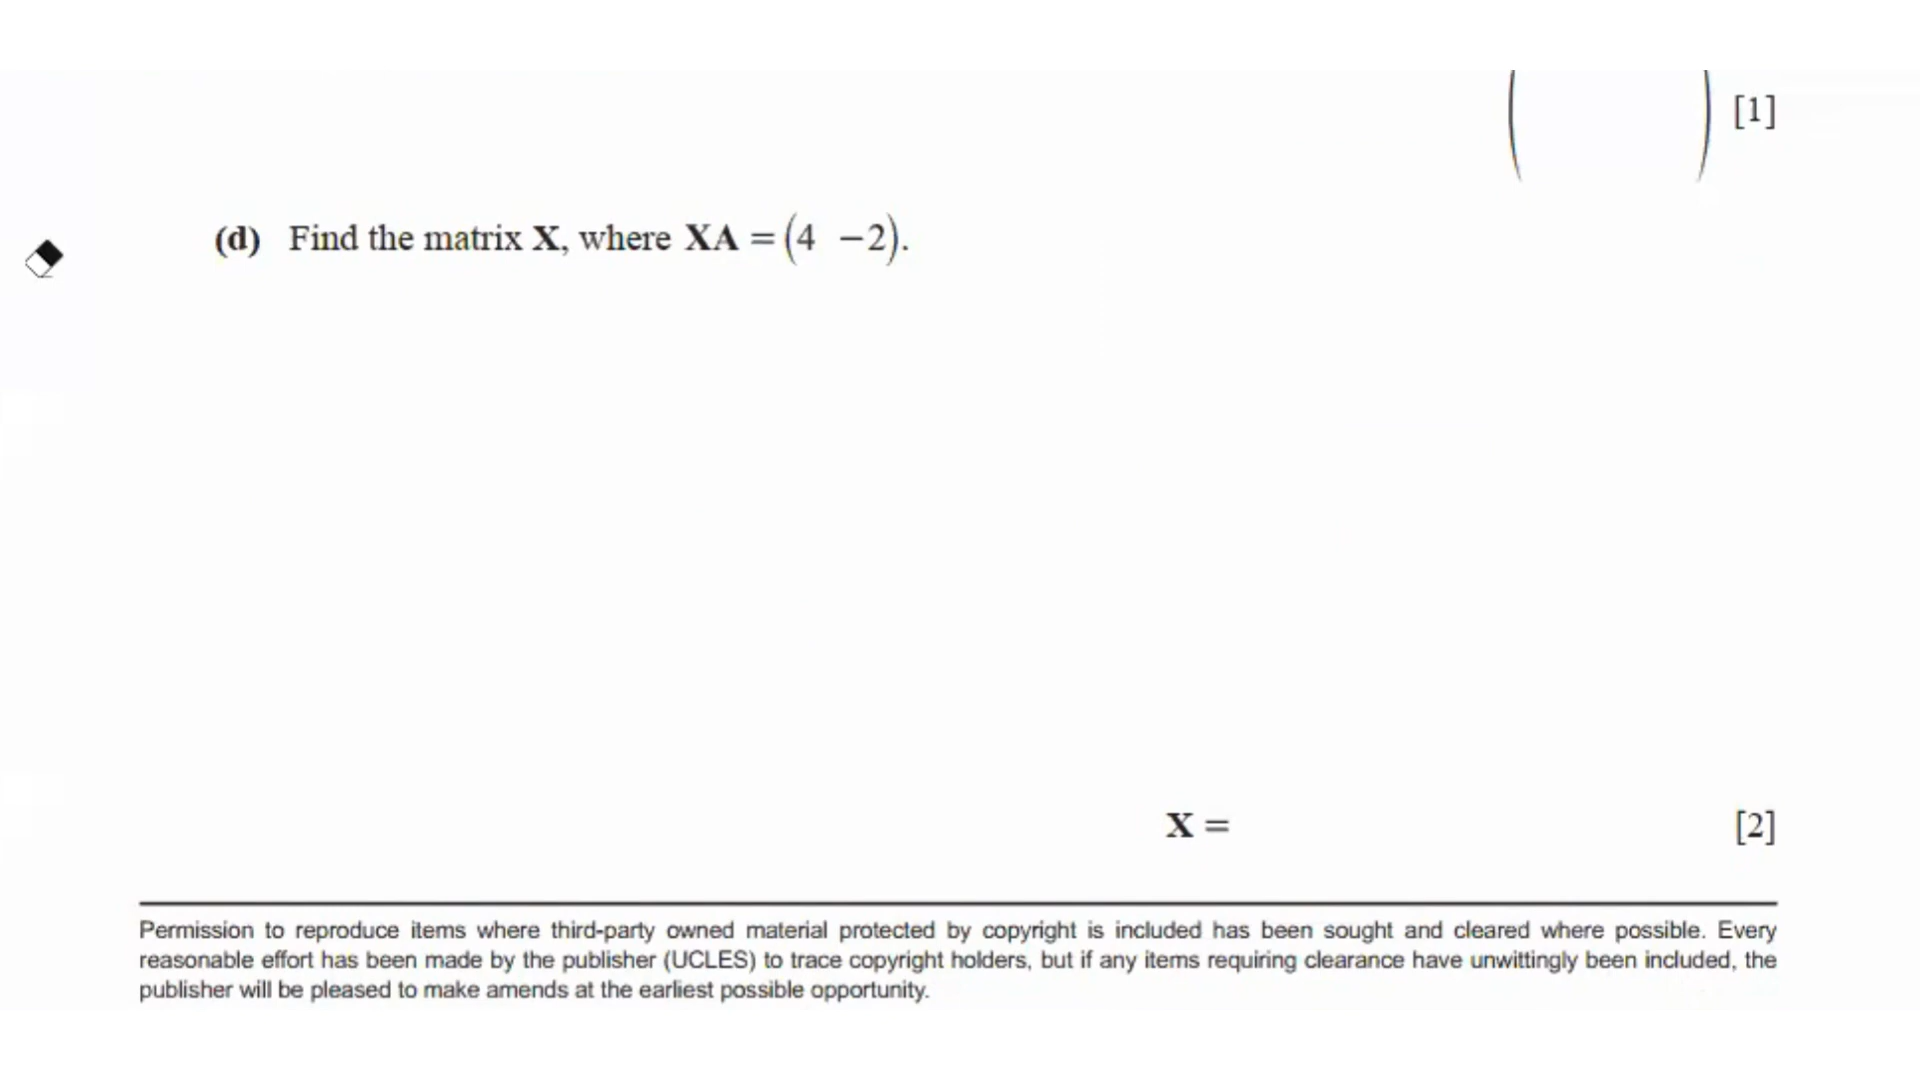 [1]
(d) Find the matrix X, where XA = (4 −2).
X = [2]
Permission to reproduce items where third-party owned material protected by copyright is included has been sought and cleared where possible. Every
reasonable effort has been made by the publisher (UCLES) to trace copyright holders, but if any items requiring clearance have unwittingly been included, the
publisher will be pleased to make amends at the earliest possible opportunity.